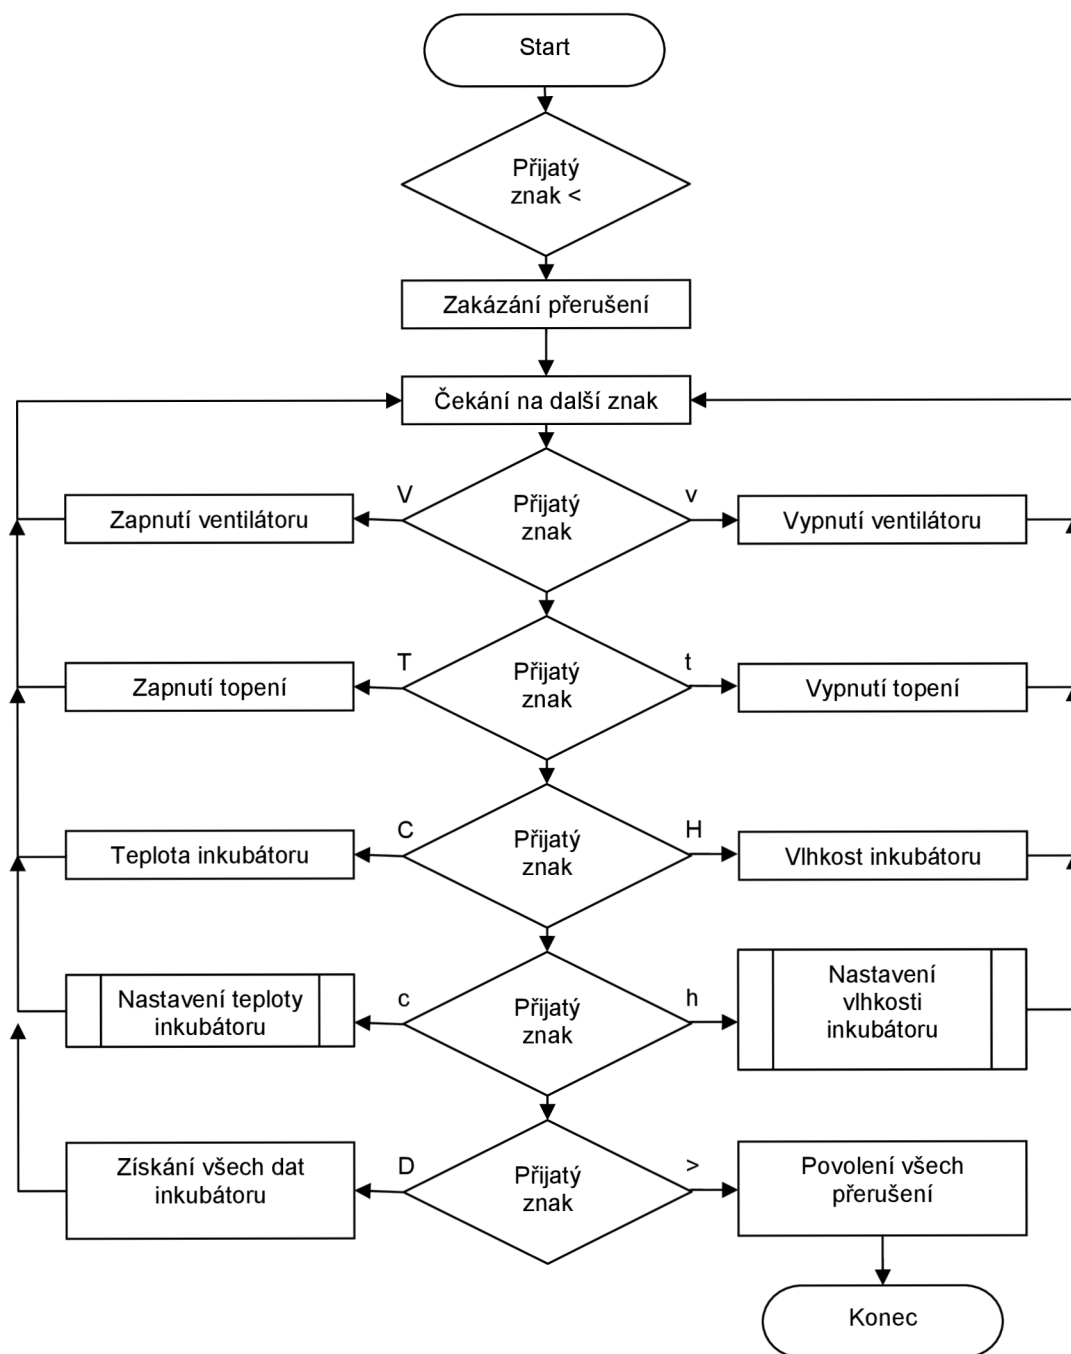 Start
Přijatý
znak <
Zakázání přerušení
Čekání na další znak
V
Přijatý
znak
v
Zapnutí ventilátoru
Vypnutí ventilátoru
T
Přijatý
znak
t
Zapnutí topení
Vypnutí topení
C
Přijatý
znak
H
Teplota inkubátoru
Vlhkost inkubátoru
c
Přijatý
znak
h
Nastavení teploty
inkubátoru
Nastavení
vlhkosti
inkubátoru
D
Přijatý
znak
>
Získání všech dat
inkubátoru
Povolení všech
přerušení
Konec